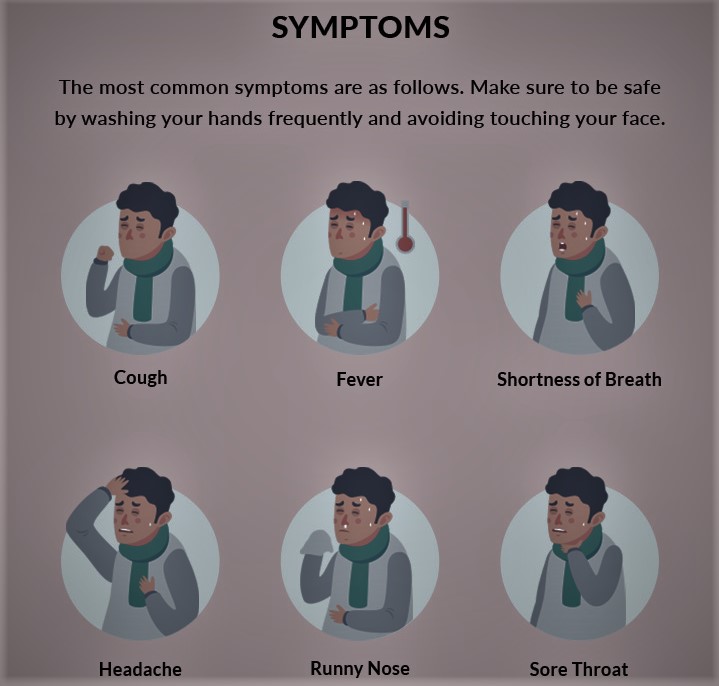 SYMPTOMS
The most common symptoms are as follows. Make sure to be safe
by washing your hands frequently and avoiding touching your face.
Cough
Fever
Shortness of Breath
Headache
Runny Nose
Sore Throat